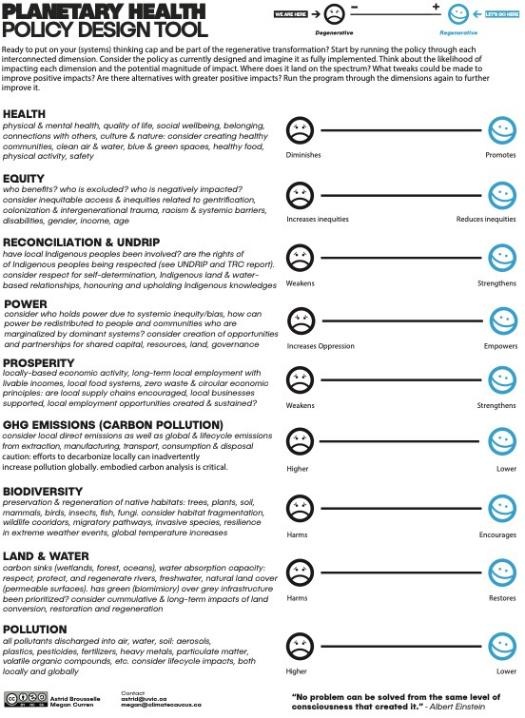 PLANETARY HEALTH
POLICY DESIGN TOOL
WE ARE HERE
−
+
LET'S GO HERE
Degenerative
Regenerative
Ready to put on your (systems) thinking cap and be part of the regenerative transformation? Start by running the policy through each
interconnected dimension. Consider the policy as currently designed and imagine it as fully implemented. Think about the likelihood of
impacting each dimension and the potential magnitude of impact. Where does it land on the spectrum? What tweaks could be made to
improve positive impacts? Are there alternatives with greater positive impacts? Run the program through the dimensions again to further
improve it.
HEALTH
physical & mental health, quality of life, social wellbeing, belonging,
connections with others, culture & nature: consider creating healthy
communities, clean air & water, blue & green spaces, healthy food,
physical activity, safety
Diminishes
Promotes
EQUITY
who benefits? who is excluded? who is negatively impacted?
consider inequitable access & inequities related to gentrification,
colonization & intergenerational trauma, racism & systemic barriers,
disabilities, gender, income, age
Increases inequities
Reduces inequities
RECONCILIATION & UNDRIP
have local Indigenous peoples been involved? are the rights of
of Indigenous peoples being respected (see UNDRIP and TRC report).
consider respect for self-determination, Indigenous land & water-
based relationships, honouring and upholding Indigenous knowledges
Weakens
Strengthens
POWER
consider who holds power due to systemic inequity/bias, how can
power be redistributed to people and communities who are
marginalized by dominant systems? consider creation of opportunities
and partnerships for shared capital, resources, land, governance
Increases Oppression
Empowers
PROSPERITY
locally-based economic activity, long-term local employment with
livable incomes, local food systems, zero waste & circular economic
principles: are local supply chains encouraged, local businesses
supported, local employment opportunities created & sustained?
Weakens
Strengthens
GHG EMISSIONS (CARBON POLLUTION)
consider local direct emissions as well as global & lifecycle emissions
from extraction, manufacturing, transport, consumption & disposal
caution: efforts to decarbonize locally can inadvertently
increase pollution globally. embodied carbon analysis is critical.
Higher
Lower
BIODIVERSITY
preservation & regeneration of native habitats: trees, plants, soil,
mammals, birds, insects, fish, fungi. consider habitat fragmentation,
wildlife cooridors, migratory pathways, invasive species, resilience
in extreme weather events, global temperature increases
Harms
Encourages
LAND & WATER
carbon sinks (wetlands, forest, oceans), water absorption capacity:
respect, protect, and regenerate rivers, freshwater, natural land cover
(permeable surfaces). has green (biomimicry) over grey infrastructure
been prioritized? consider cummulative & long-term impacts of land
conversion, restoration and regeneration
Harms
Restores
POLLUTION
all pollutants discharged into air, water, soil: aerosols,
plastics, pesticides, fertilizers, heavy metals, particulate matter,
volatile organic compounds, etc. consider lifecycle impacts, both
locally and globally
Higher
Lower
Astrid Brousselle
Megan Curren
Contact
astrid@uvic.ca
megan@climatecaucus.ca
"No problem can be solved from the same level of
consciousness that created it." - Albert Einstein